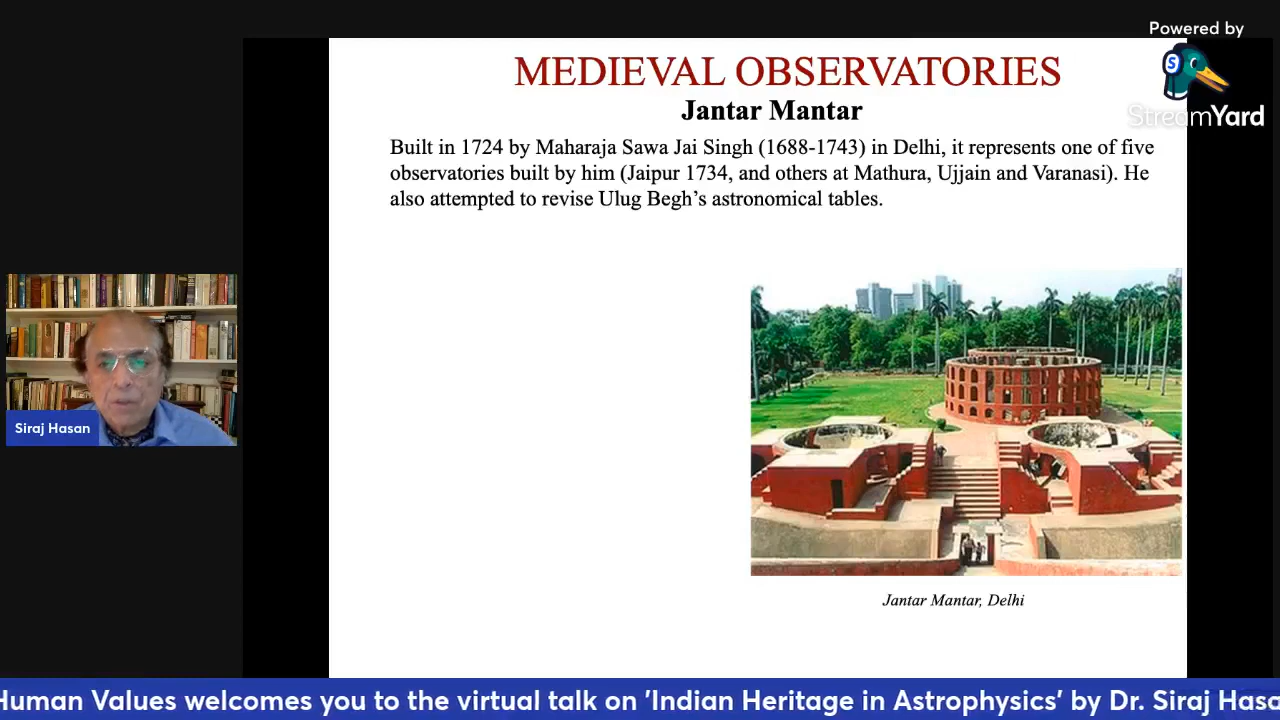 Powered by
StreamYard
MEDIEVAL OBSERVATORIES
Jantar Mantar
Built in 1724 by Maharaja Sawa Jai Singh (1688-1743) in Delhi, it represents one of five
observatories built by him (Jaipur 1734, and others at Mathura, Ujjain and Varanasi). He
also attempted to revise Ulug Begh’s astronomical tables.
Siraj Hasan
Jantar Mantar, Delhi
Human Values welcomes you to the virtual talk on 'Indian Heritage in Astrophysics' by Dr. Siraj Hasa